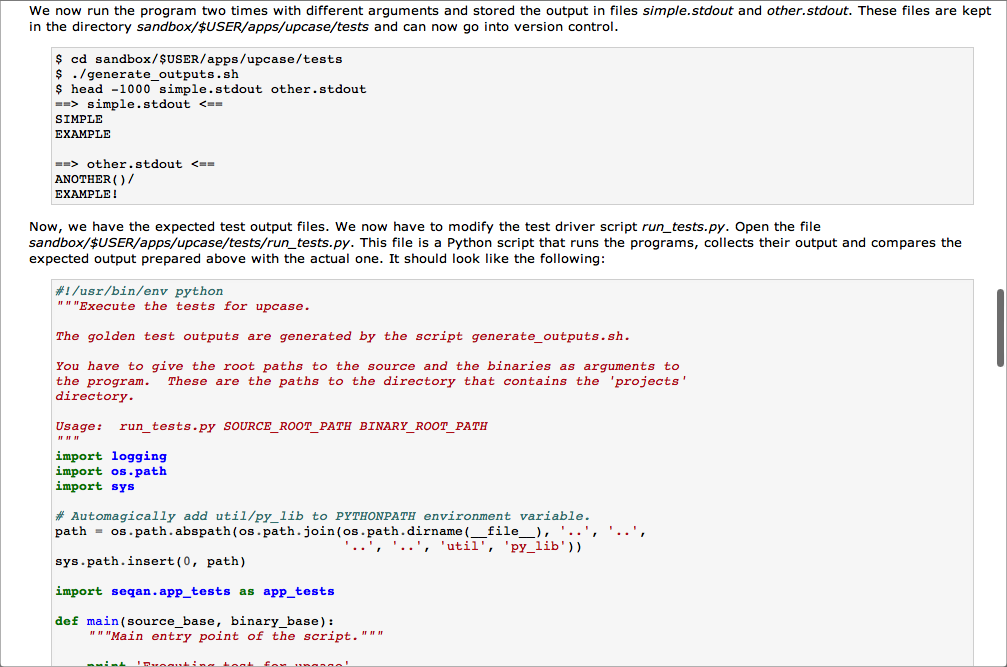 We now run the program two times with different arguments and stored the output in files simple.stdout and other.stdout. These files are kept
in the directory sandbox/$USER/apps/upcase/tests and can now go into version control.
$ cd sandbox/$USER/apps/upcase/tests
$ ./generate_outputs.sh
$ head -1000 simple.stdout other.stdout
==> simple.stdout <==
SIMPLE
EXAMPLE
==> other.stdout <==
ANOTHER()/
EXAMPLE!
Now, we have the expected test output files. We now have to modify the test driver script run_tests.py. Open the file
sandbox/$USER/apps/upcase/tests/run_tests.py. This file is a Python script that runs the programs, collects their output and compares the
expected output prepared above with the actual one. It should look like the following:
#!/usr/bin/env python
"""Execute the tests for upcase.
The golden test outputs are generated by the script generate_outputs.sh.
You have to give the root paths to the source and the binaries as arguments to
the program.  These are the paths to the directory that contains the 'projects'
directory.
Usage:  run_tests.py SOURCE_ROOT_PATH BINARY_ROOT_PATH
"""
import logging
import os.path
import sys
# Automagically add util/py_lib to PYTHONPATH environment variable.
path = os.path.abspath(os.path.join(os.path.dirname(__file__), '..', '..',
'..', '..', 'util', 'py_lib'))
sys.path.insert(0, path)
import seqan.app_tests as app_tests
def main(source_base, binary_base):
"""Main entry point of the script."""
print 'Executing test for upcase'